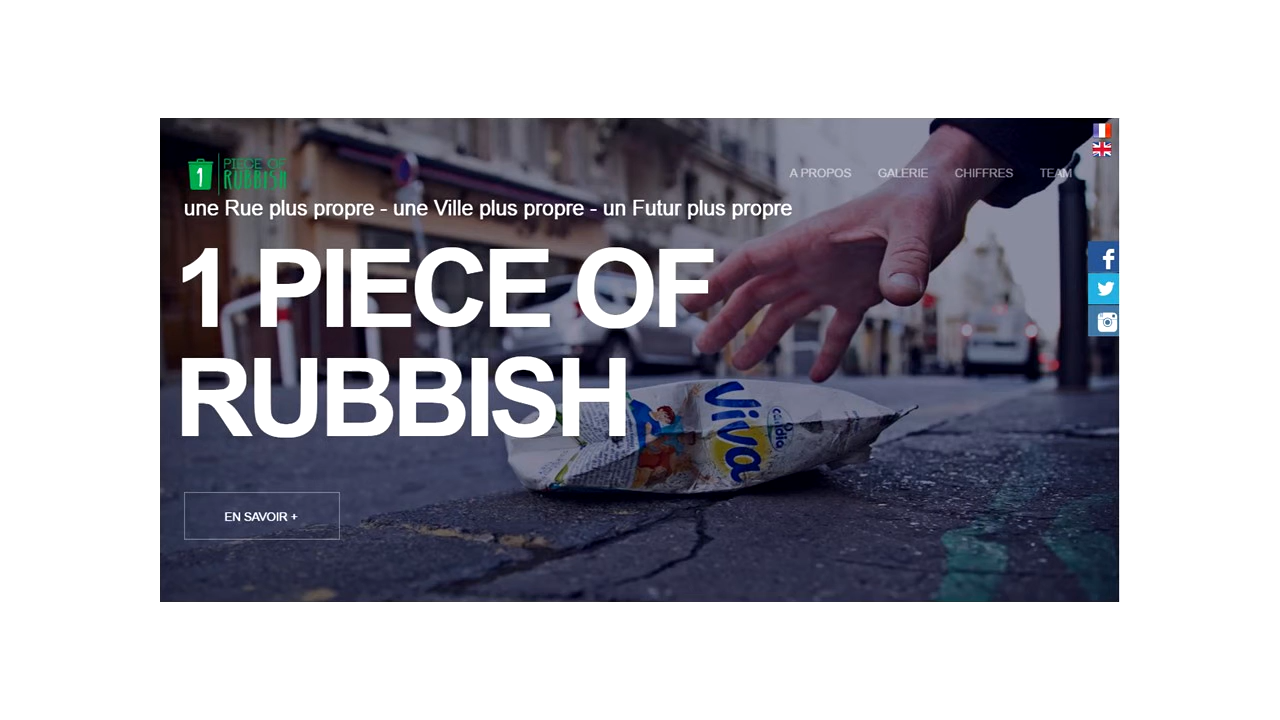 1
PIECE OF
RUBBISH
A PROPOS GALERIE CHIFFRES TEAM
une Rue plus propre - une Ville plus propre - un Futur plus propre
1 PIECE OF
RUBBISH
Viva
Candia
EN SAVOIR +